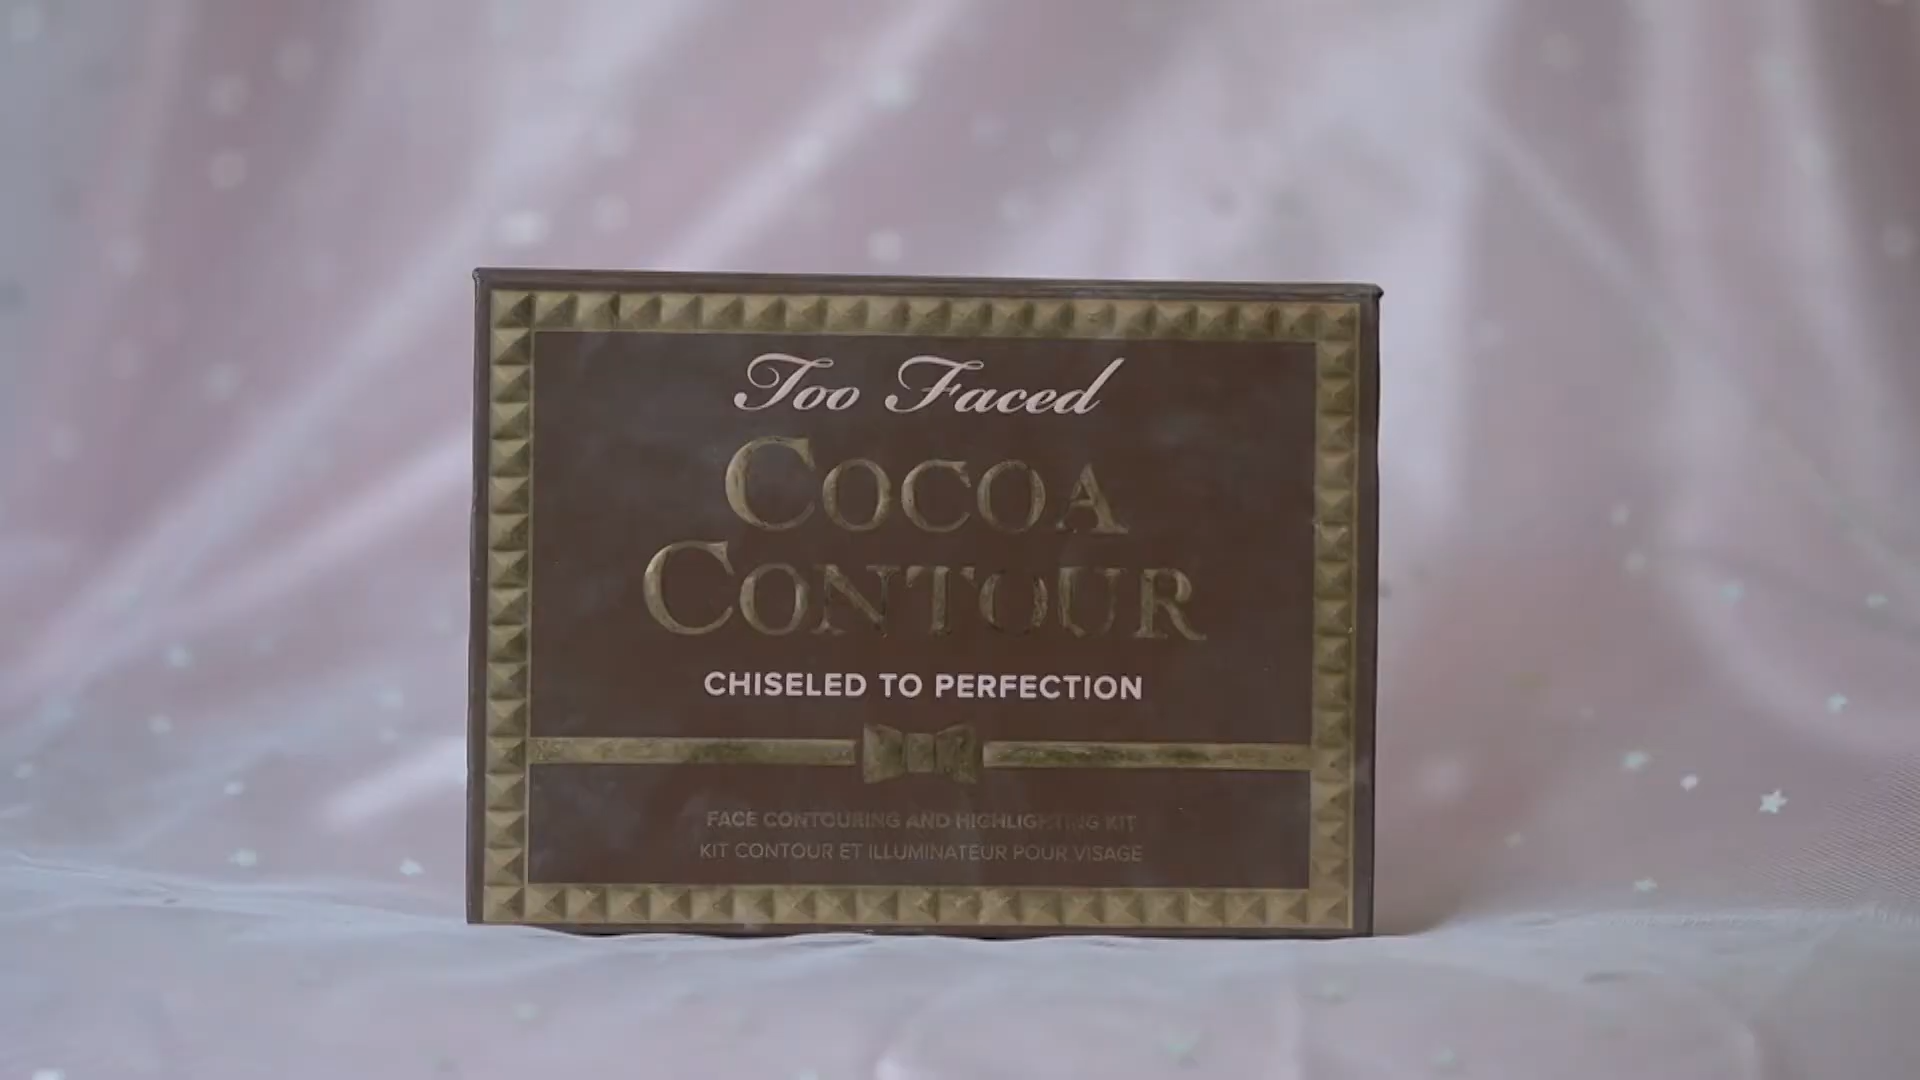 Too Faced
COCOA
CONTOUR
CHISELED TO PERFECTION
FACE CONTOURING AND HIGHLIGHTING KIT
KIT CONTOUR ET ILLUMINATEUR POUR VISAGE